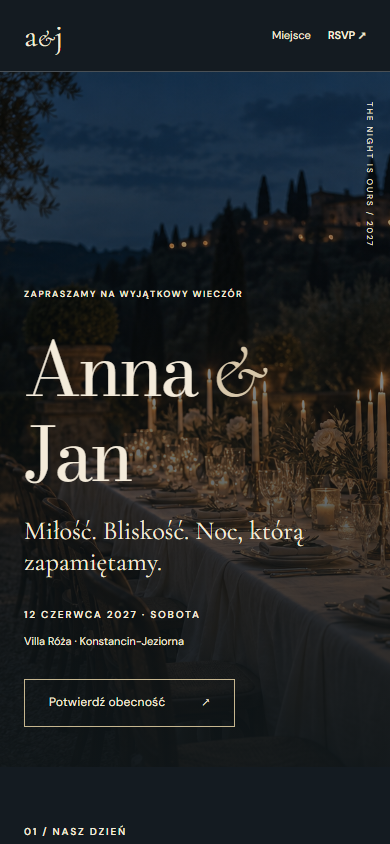 a&j
Miejsce
RSVP ↗
THE NIGHT IS OURS / 2027
ZAPRASZAMY NA WYJĄTKOWY WIECZÓR
Anna &
Jan
Miłość. Bliskość. Noc, którą
zapamiętamy.
12 CZERWCA 2027 · SOBOTA
Villa Róża · Konstancin-Jeziorna
Potwierdź obecność ↗
01 / NASZ DZIEŃ